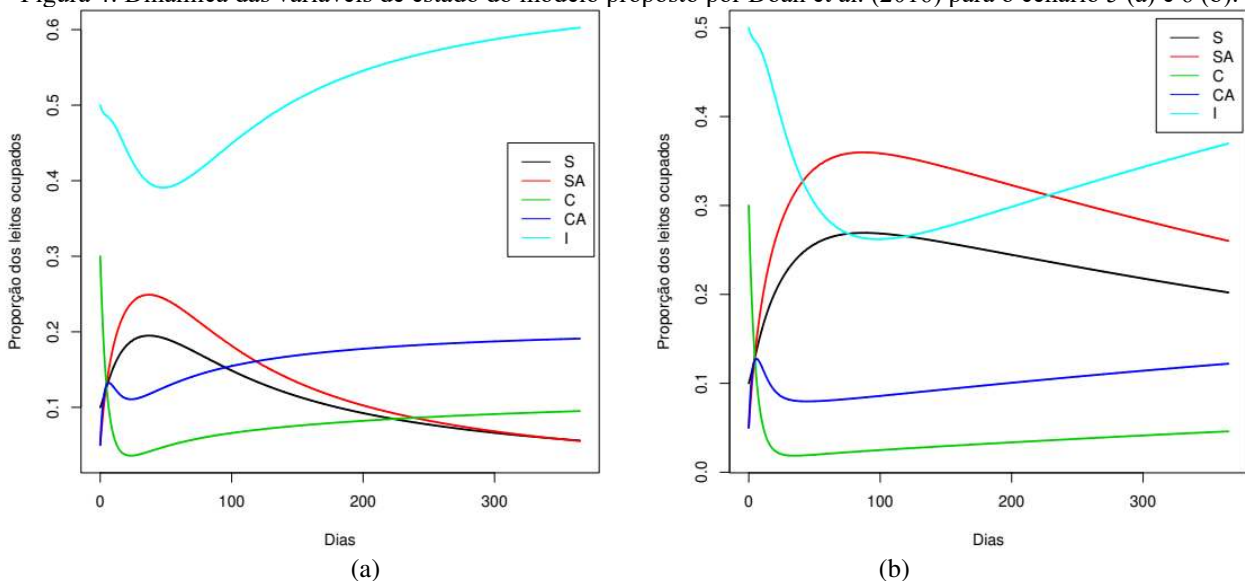 Figura 4: Dinâmica das variáveis de estado do modelo proposto por Doan et al. (2016) para o cenário 5 (a) e 6 (b).
0.6
0.5
0.4
0.3
0.2
0.1
Proporção dos leitos ocupados
S
SA
C
CA
I
0
100
200
300
Dias
(a)
0.5
0.4
0.3
0.2
0.1
0.0
Proporção dos leitos ocupados
S
SA
C
CA
I
0
100
200
300
Dias
(b)